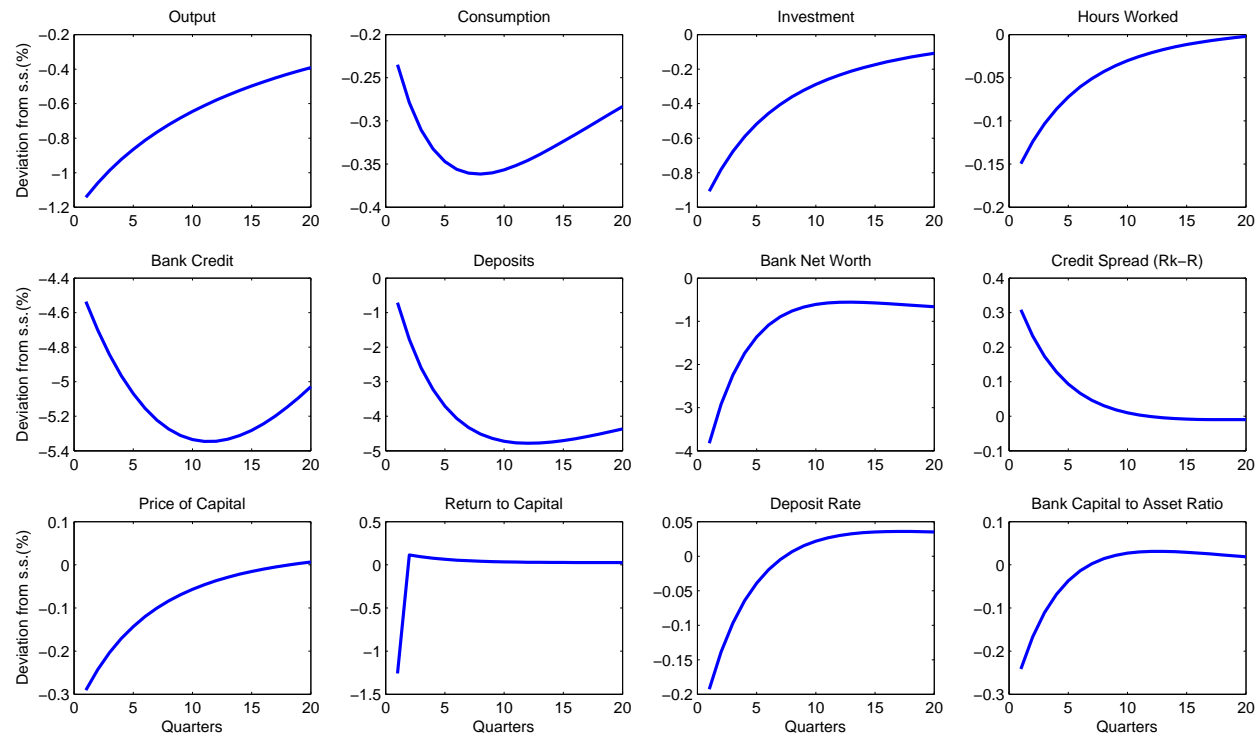 Output
Consumption
Investment
Hours Worked
Deviation from s.s.(%)
−0.2
−0.4
−0.6
−0.8
−1
−1.2
0 5 10 15 20
−0.2
−0.25
−0.3
−0.35
−0.4
0 5 10 15 20
0
−0.2
−0.4
−0.6
−0.8
−1
0 5 10 15 20
0
−0.05
−0.1
−0.15
−0.2
0 5 10 15 20
Bank Credit
Deposits
Bank Net Worth
Credit Spread (Rk−R)
Deviation from s.s.(%)
−4.4
−4.6
−4.8
−5
−5.2
−5.4
0 5 10 15 20
0
−1
−2
−3
−4
−5
0 5 10 15 20
0
−1
−2
−3
−4
0 5 10 15 20
0.4
0.3
0.2
0.1
0
−0.1
0 5 10 15 20
Price of Capital
Return to Capital
Deposit Rate
Bank Capital to Asset Ratio
Deviation from s.s.(%)
0.1
0
−0.1
−0.2
−0.3
0 5 10 15 20
Quarters
0.5
0
−0.5
−1
−1.5
0 5 10 15 20
Quarters
0.05
0
−0.05
−0.1
−0.15
−0.2
0 5 10 15 20
Quarters
0.1
0
−0.1
−0.2
−0.3
0 5 10 15 20
Quarters